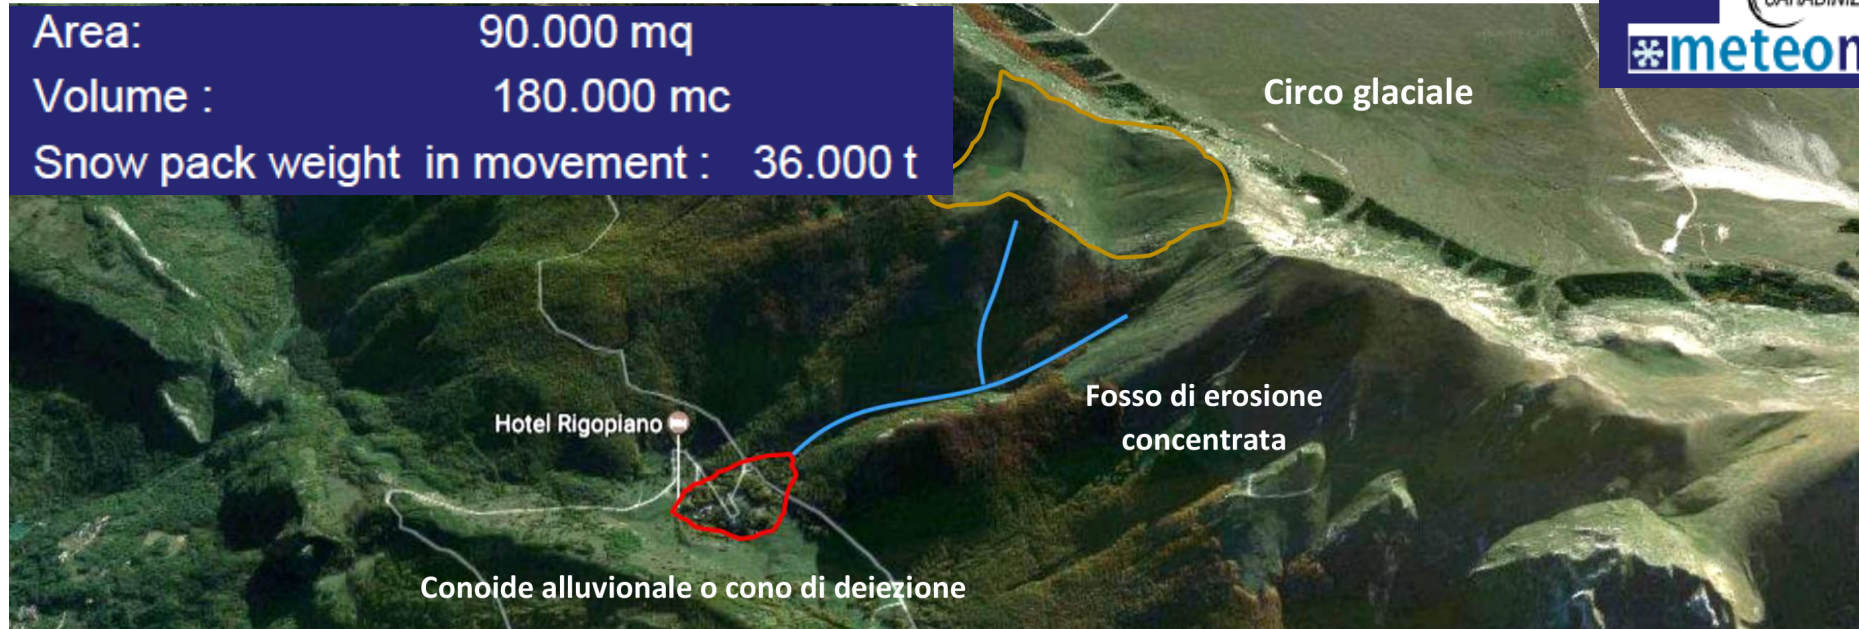 Area: 90.000 mq
Volume : 180.000 mc
Snow pack weight in movement : 36.000 t
Circo glaciale
Hotel Rigopiano
Fosso di erosione
concentrata
Conoide alluvionale o cono di deiezione